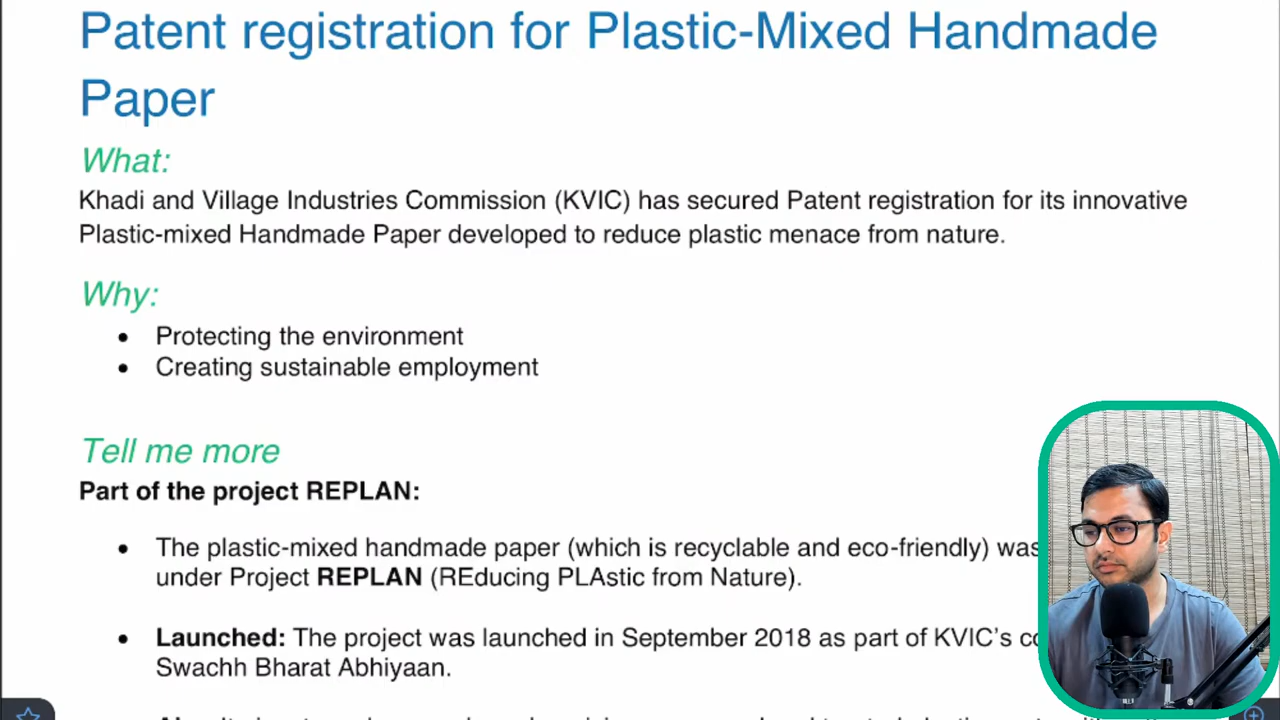 Patent registration for Plastic-Mixed Handmade
Paper
What:
Khadi and Village Industries Commission (KVIC) has secured Patent registration for its innovative
Plastic-mixed Handmade Paper developed to reduce plastic menace from nature.
Why:
• Protecting the environment
• Creating sustainable employment
Tell me more
Part of the project REPLAN:
• The plastic-mixed handmade paper (which is recyclable and eco-friendly) was
under Project REPLAN (REducing PLAstic from Nature).
• Launched: The project was launched in September 2018 as part of KVIC's
Swachh Bharat Abhiyaan.